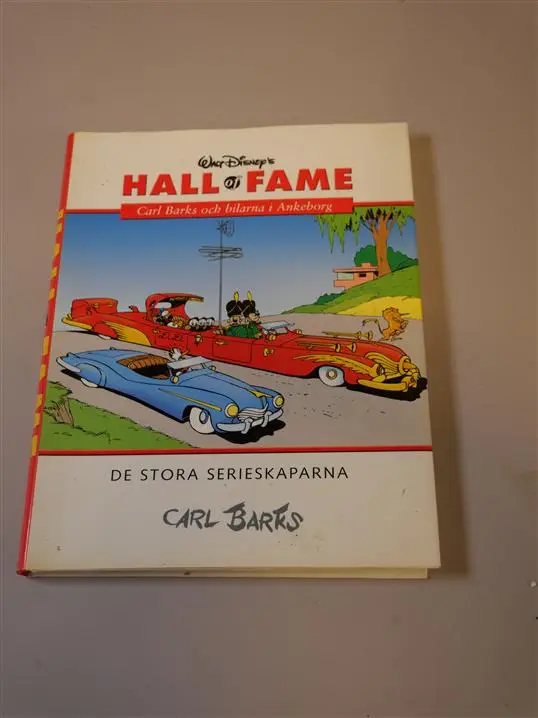 Walt Disney's
HALL of FAME
Carl Barks och bilarna i Ankeborg
DE STORA SERIESKAPARNA
CARL BARKS